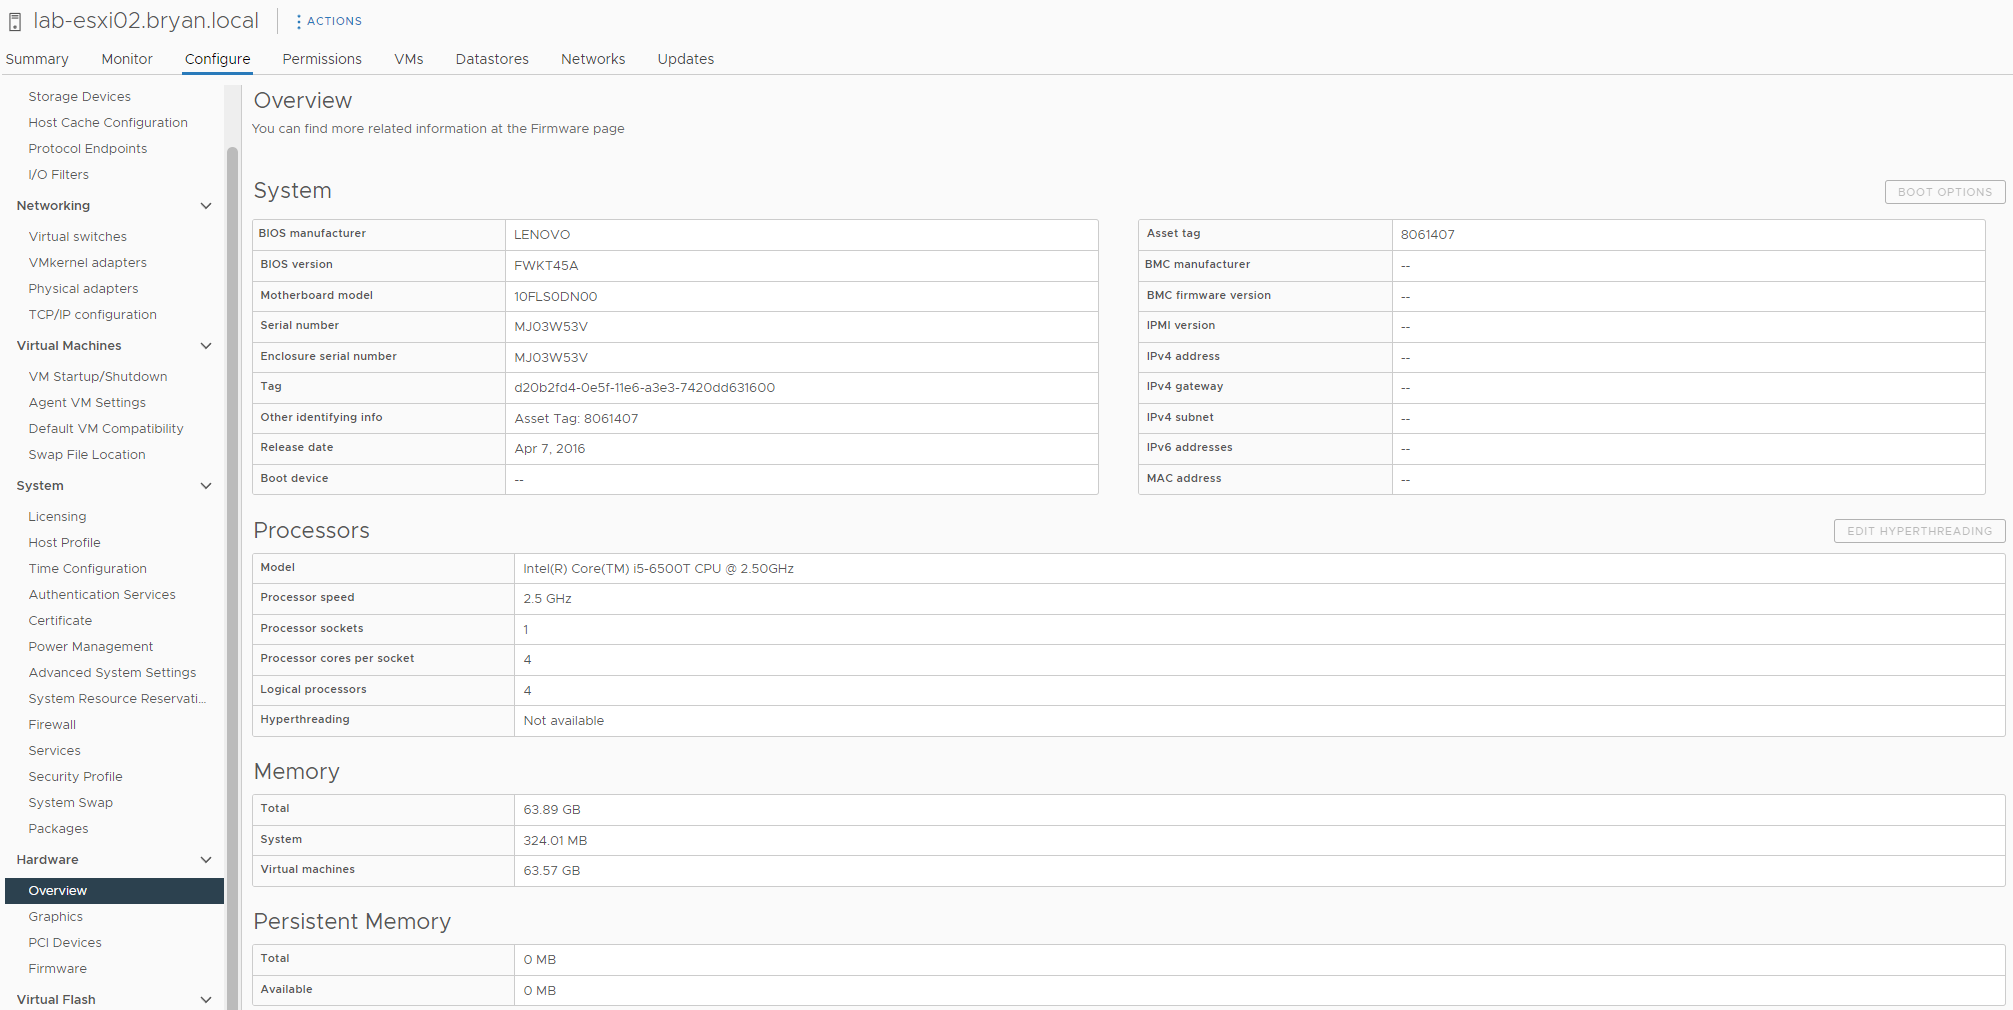 lab-esxi02.bryan.local
ACTIONS
Summary Monitor Configure Permissions VMs Datastores Networks Updates
Storage Devices
Host Cache Configuration
Protocol Endpoints
I/O Filters
Networking
Virtual switches
VMkernel adapters
Physical adapters
TCP/IP configuration
Virtual Machines
VM Startup/Shutdown
Agent VM Settings
Default VM Compatibility
Swap File Location
System
Licensing
Host Profile
Time Configuration
Authentication Services
Certificate
Power Management
Advanced System Settings
System Resource Reservati...
Firewall
Services
Security Profile
System Swap
Packages
Hardware
Overview
Graphics
PCI Devices
Firmware
Virtual Flash
Overview
You can find more related information at the Firmware page
System
BOOT OPTIONS
BIOS manufacturer LENOVO
BIOS version FWKT45A
Motherboard model 10FLS0DN00
Serial number MJ03W53V
Enclosure serial number MJ03W53V
Tag d20b2fd4-0e5f-11e6-a3e3-7420dd631600
Other identifying info Asset Tag: 8061407
Release date Apr 7, 2016
Boot device --
Asset tag 8061407
BMC manufacturer --
BMC firmware version --
IPMI version --
IPv4 address --
IPv4 gateway --
IPv4 subnet --
IPv6 addresses --
MAC address --
Processors
EDIT HYPERTHREADING
Model Intel(R) Core(TM) i5-6500T CPU @ 2.50GHz
Processor speed 2.5 GHz
Processor sockets 1
Processor cores per socket 4
Logical processors 4
Hyperthreading Not available
Memory
Total 63.89 GB
System 324.01 MB
Virtual machines 63.57 GB
Persistent Memory
Total 0 MB
Available 0 MB